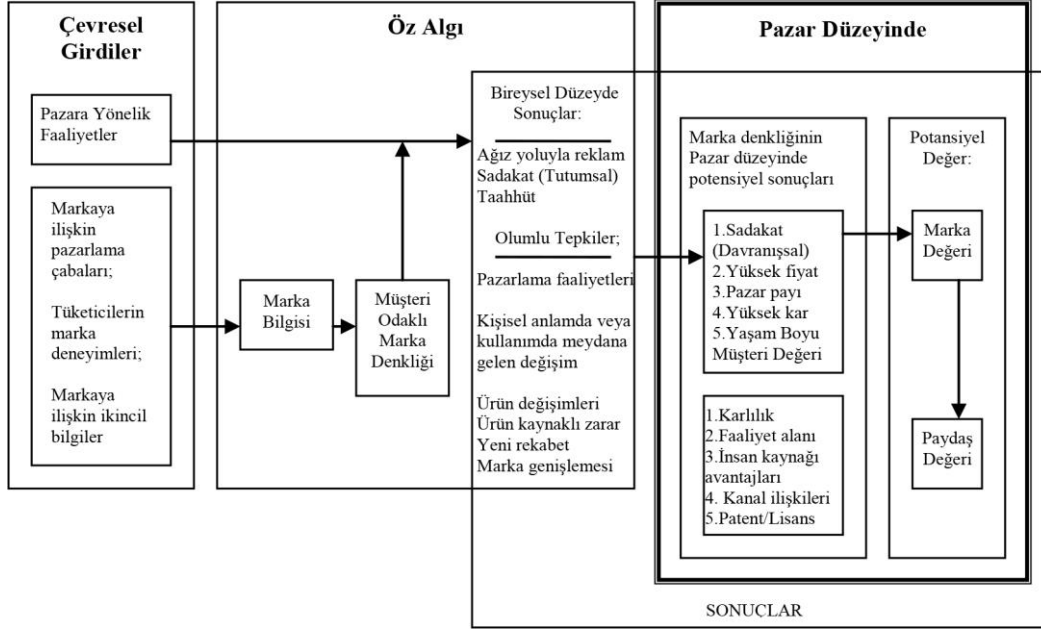 Çevresel
Girdiler
Pazara Yönelik
Faaliyetler
Markaya
ilişkin
pazarlama
çabaları;
Tüketicilerin
marka
deneyimleri;
Markaya
ilişkin ikincil
bilgiler
Öz Algı
Marka
Bilgisi
Müşteri
Odaklı
Marka
Denkliği
Bireysel Düzeyde
Sonuçlar:
Ağız yoluyla reklam
Sadakat (Tutumsal)
Taahhüt
Olumlu Tepkiler;
Pazarlama faaliyetleri
Kişisel anlamda veya
kullanımda meydana
gelen değişim
Ürün değişimleri
Ürün kaynaklı zarar
Yeni rekabet
Marka genişlemesi
Pazar Düzeyinde
Marka denkliğinin
Pazar düzeyinde
potansiyel sonuçları
1.Sadakat
(Davranışsal)
2.Yüksek fiyat
3.Pazar payı
4.Yüksek kar
5.Yaşam Boyu
Müşteri Değeri
1.Karlılık
2.Faaliyet alanı
3.İnsan kaynağı
avantajları
4. Kanal ilişkileri
5.Patent/Lisans
Potansiyel
Değer:
Marka
Değeri
Paydaş
Değeri
SONUÇLAR